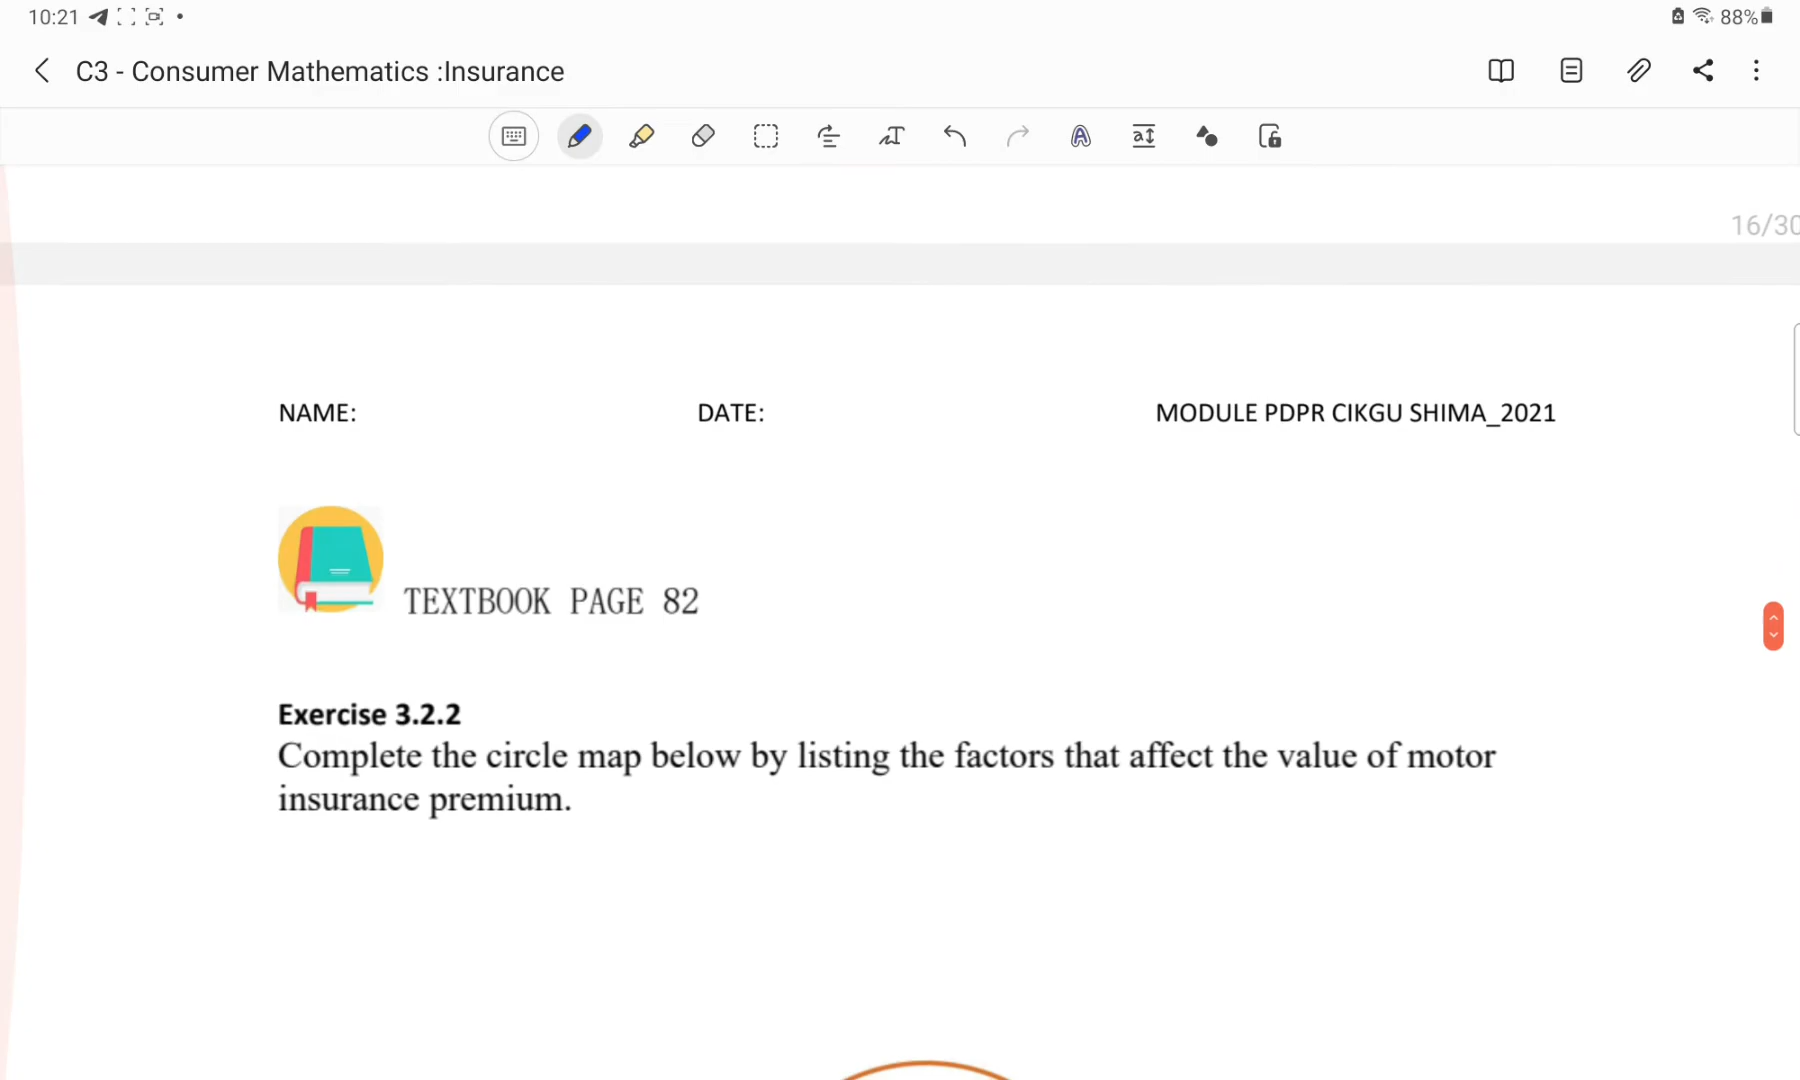 10:21 88%
C3 - Consumer Mathematics :Insurance
16/30
NAME: DATE: MODULE PDPR CIKGU SHIMA_2021
TEXTBOOK PAGE 82
Exercise 3.2.2
Complete the circle map below by listing the factors that affect the value of motor
insurance premium.